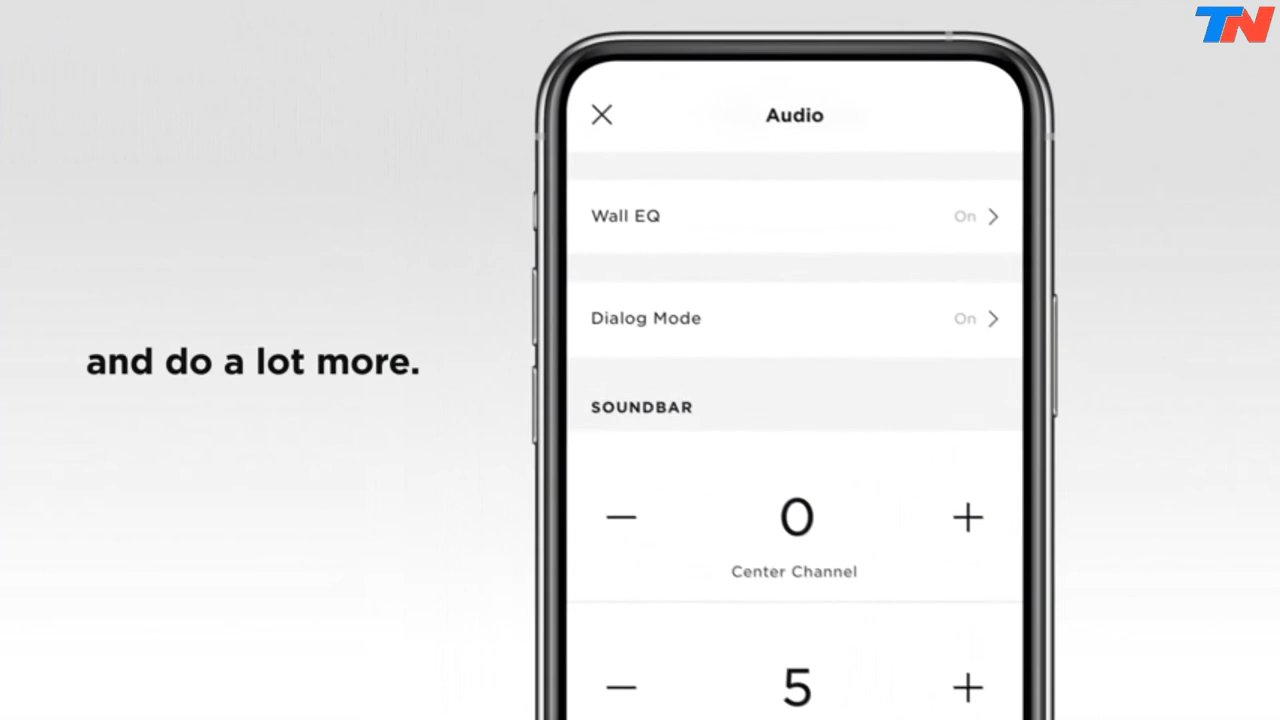 TN
Audio
Wall EQ On
Dialog Mode On
and do a lot more.
SOUNDBAR
0
Center Channel
5